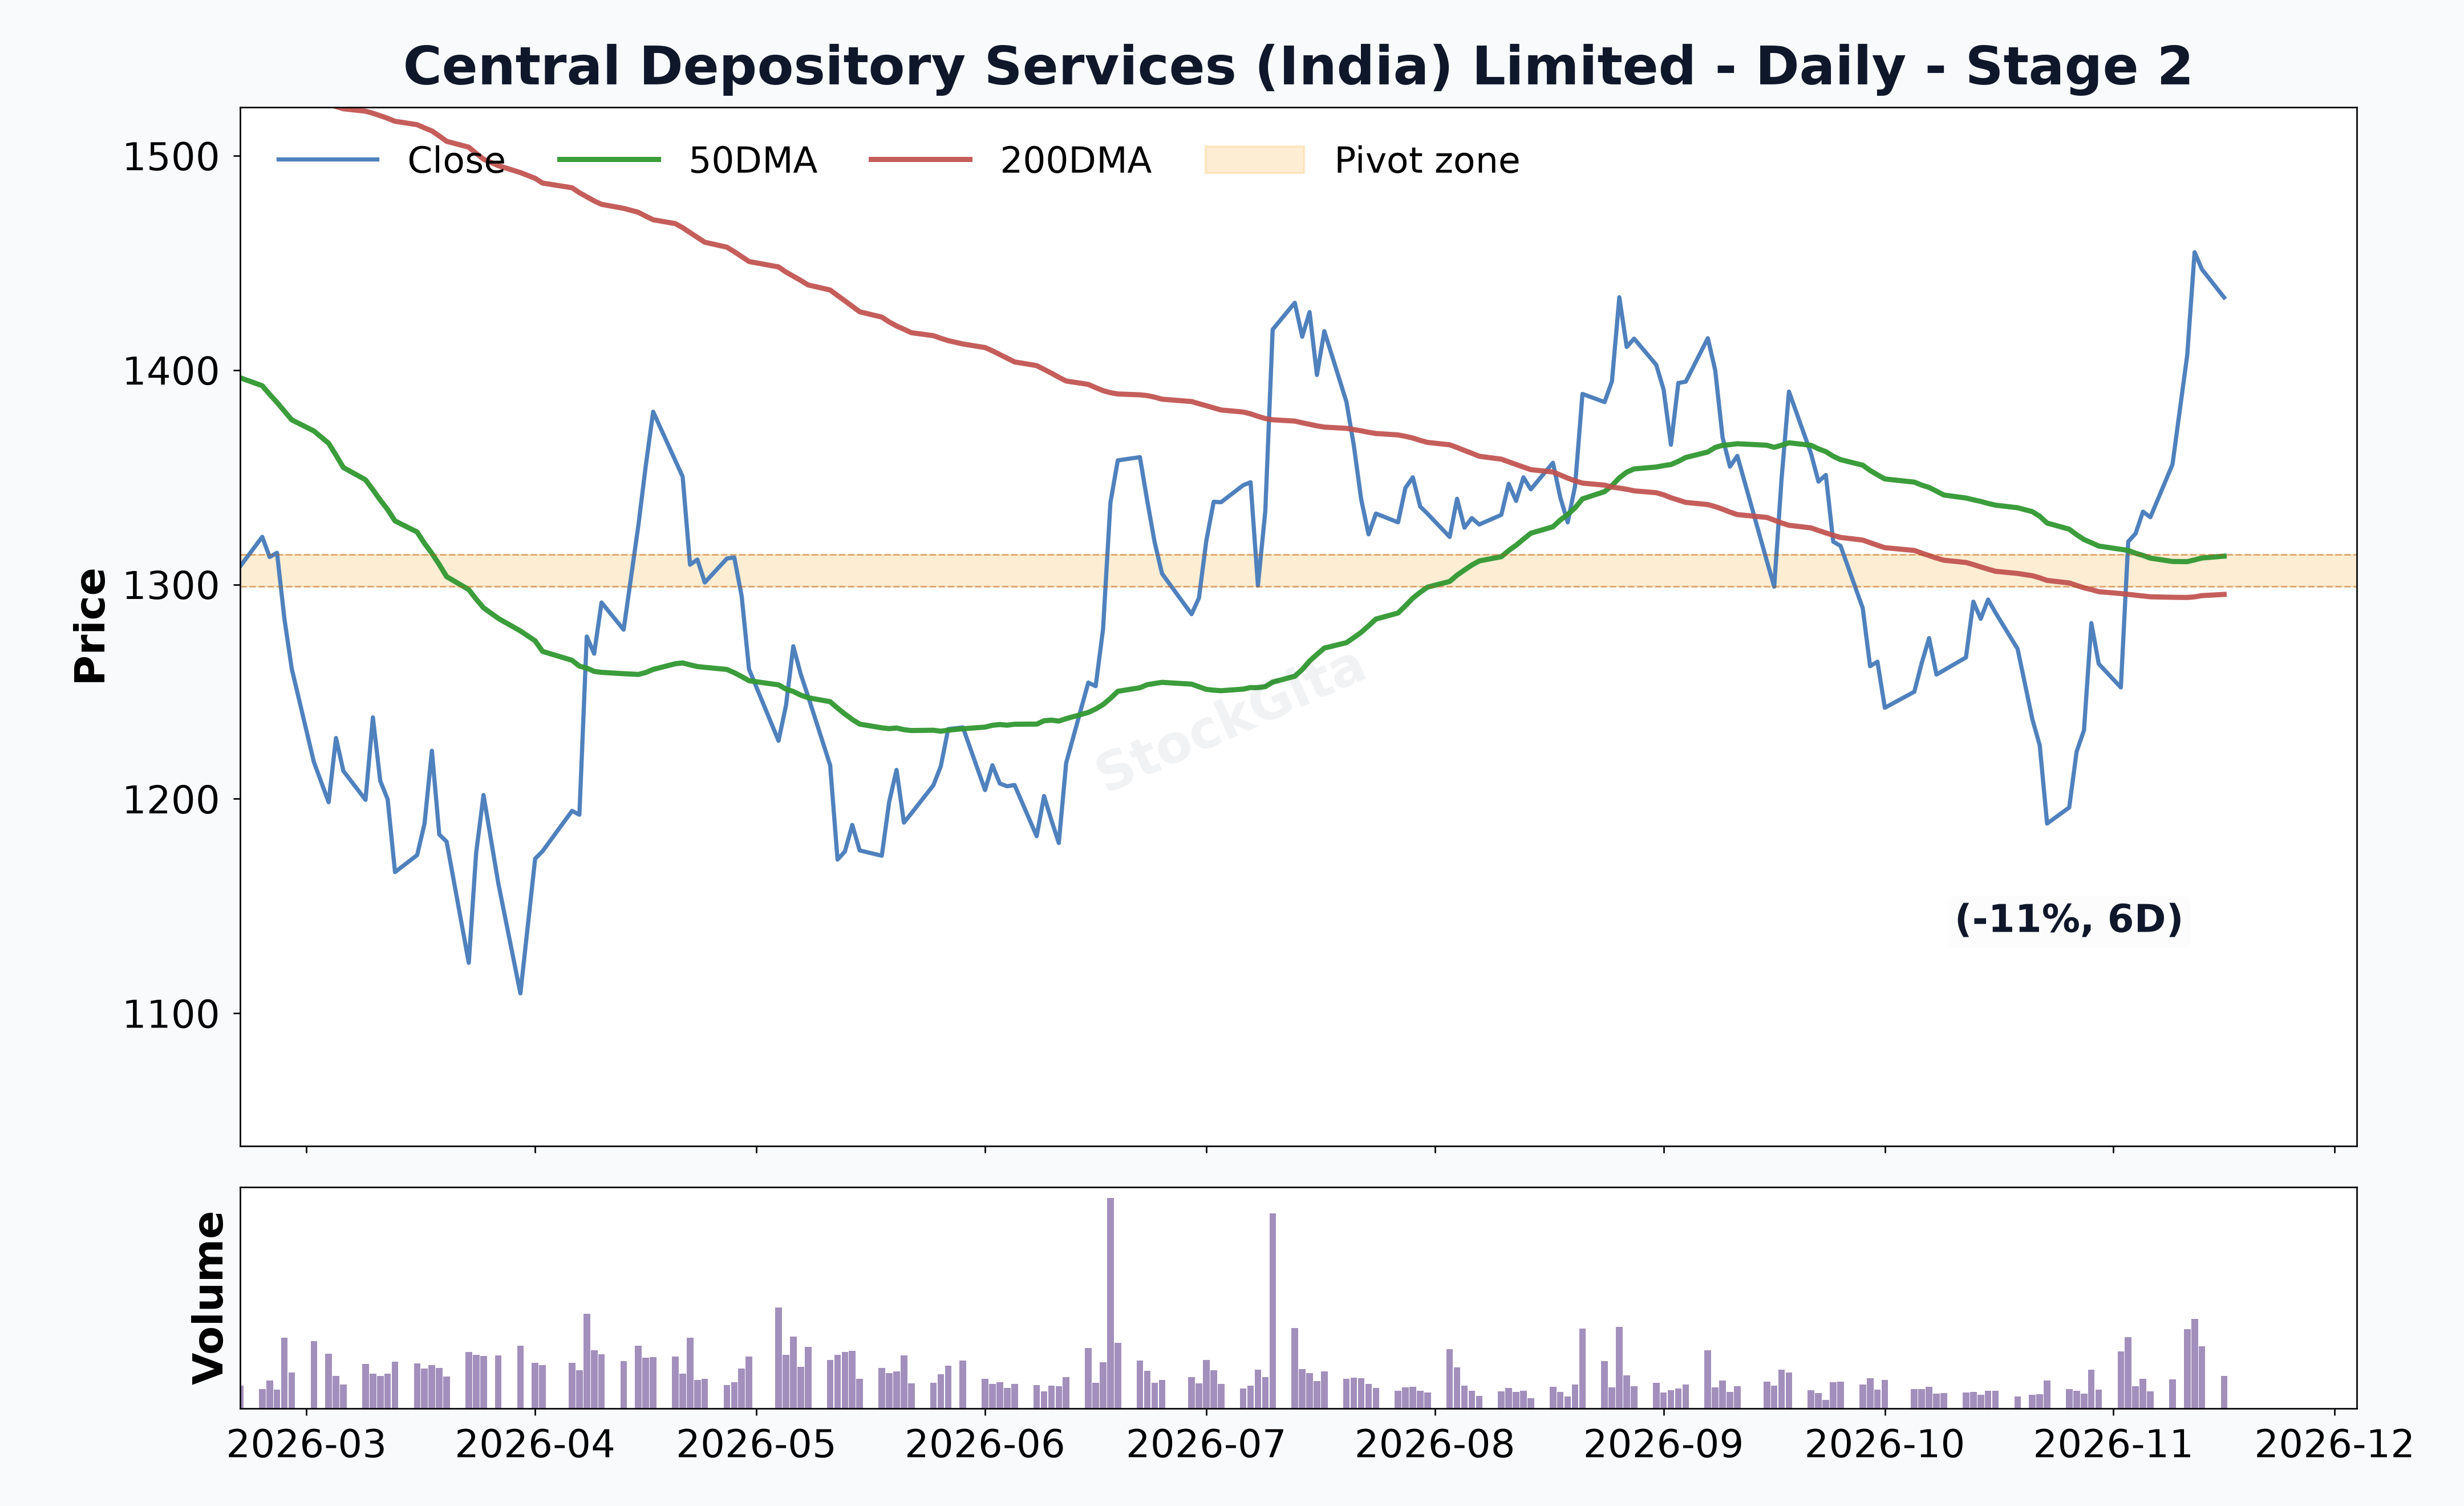 Central Depository Services (India) Limited - Daily - Stage 2
Close 50DMA 200DMA Pivot zone
1500
1400
1300
1200
1100
Price
StockGita
(-11%, 6D)
Volume
2026-03 2026-04 2026-05 2026-06 2026-07 2026-08 2026-09 2026-10 2026-11 2026-12